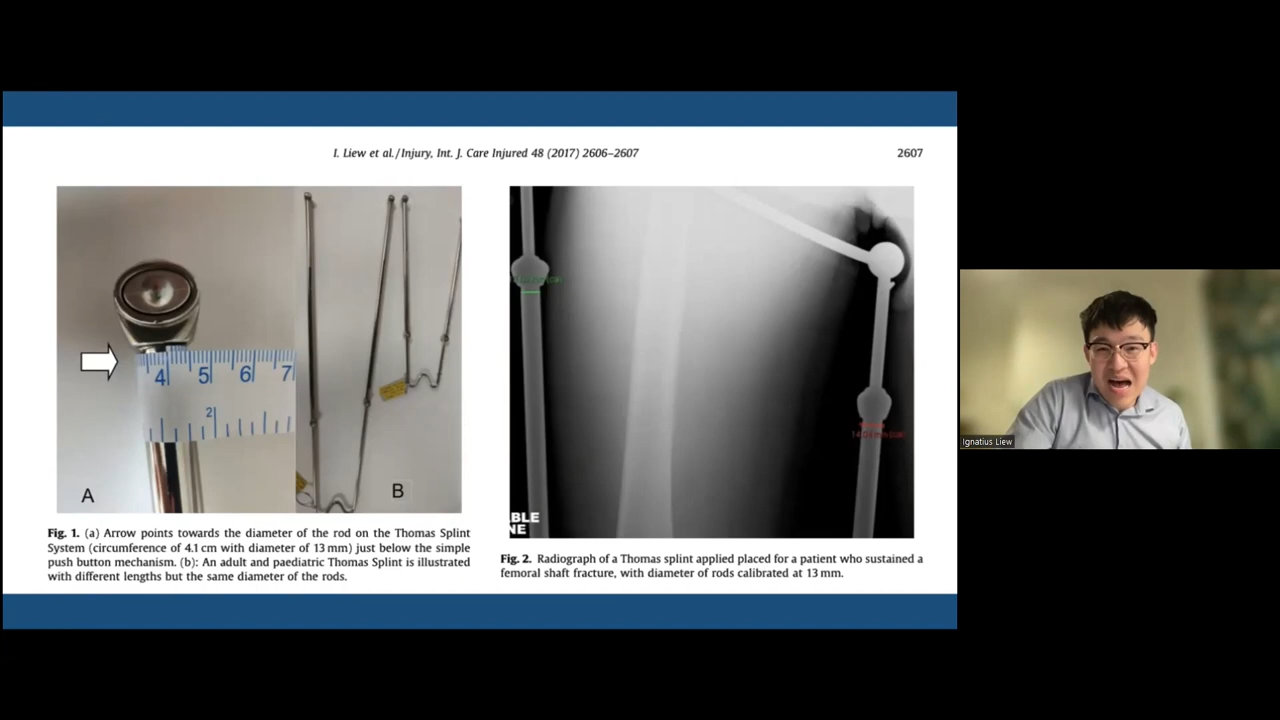 I. Liew et al. / Injury, Int. J. Care Injured 48 (2017) 2606–2607
2607
4 5 6 7
2
A
B
BLE
NE
Fig. 1. (a) Arrow points towards the diameter of the rod on the Thomas Splint
System (circumference of 4.1 cm with diameter of 13 mm) just below the simple
push button mechanism. (b): An adult and paediatric Thomas Splint is illustrated
with different lengths but the same diameter of the rods.
Fig. 2. Radiograph of a Thomas splint applied placed for a patient who sustained a
femoral shaft fracture, with diameter of rods calibrated at 13 mm.
Ignatius Liew